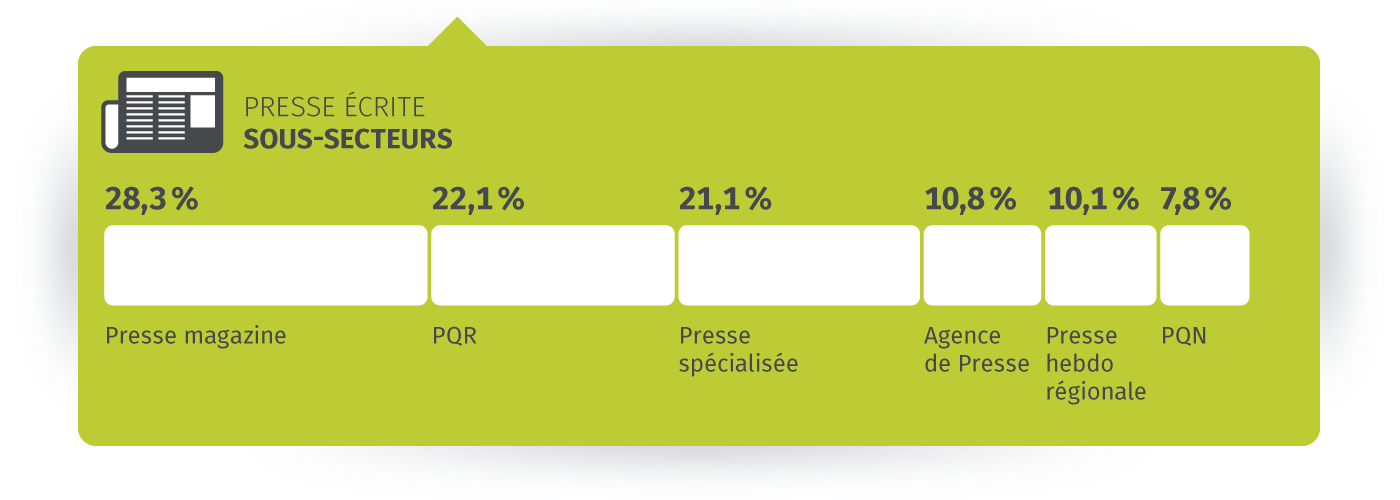 PRESSE ÉCRITE
SOUS-SECTEURS
28,3 %
22,1 %
21,1 %
10,8 %
10,1 %
7,8 %
Presse magazine
PQR
Presse
spécialisée
Agence
de Presse
Presse
hebdo
régionale
PQN